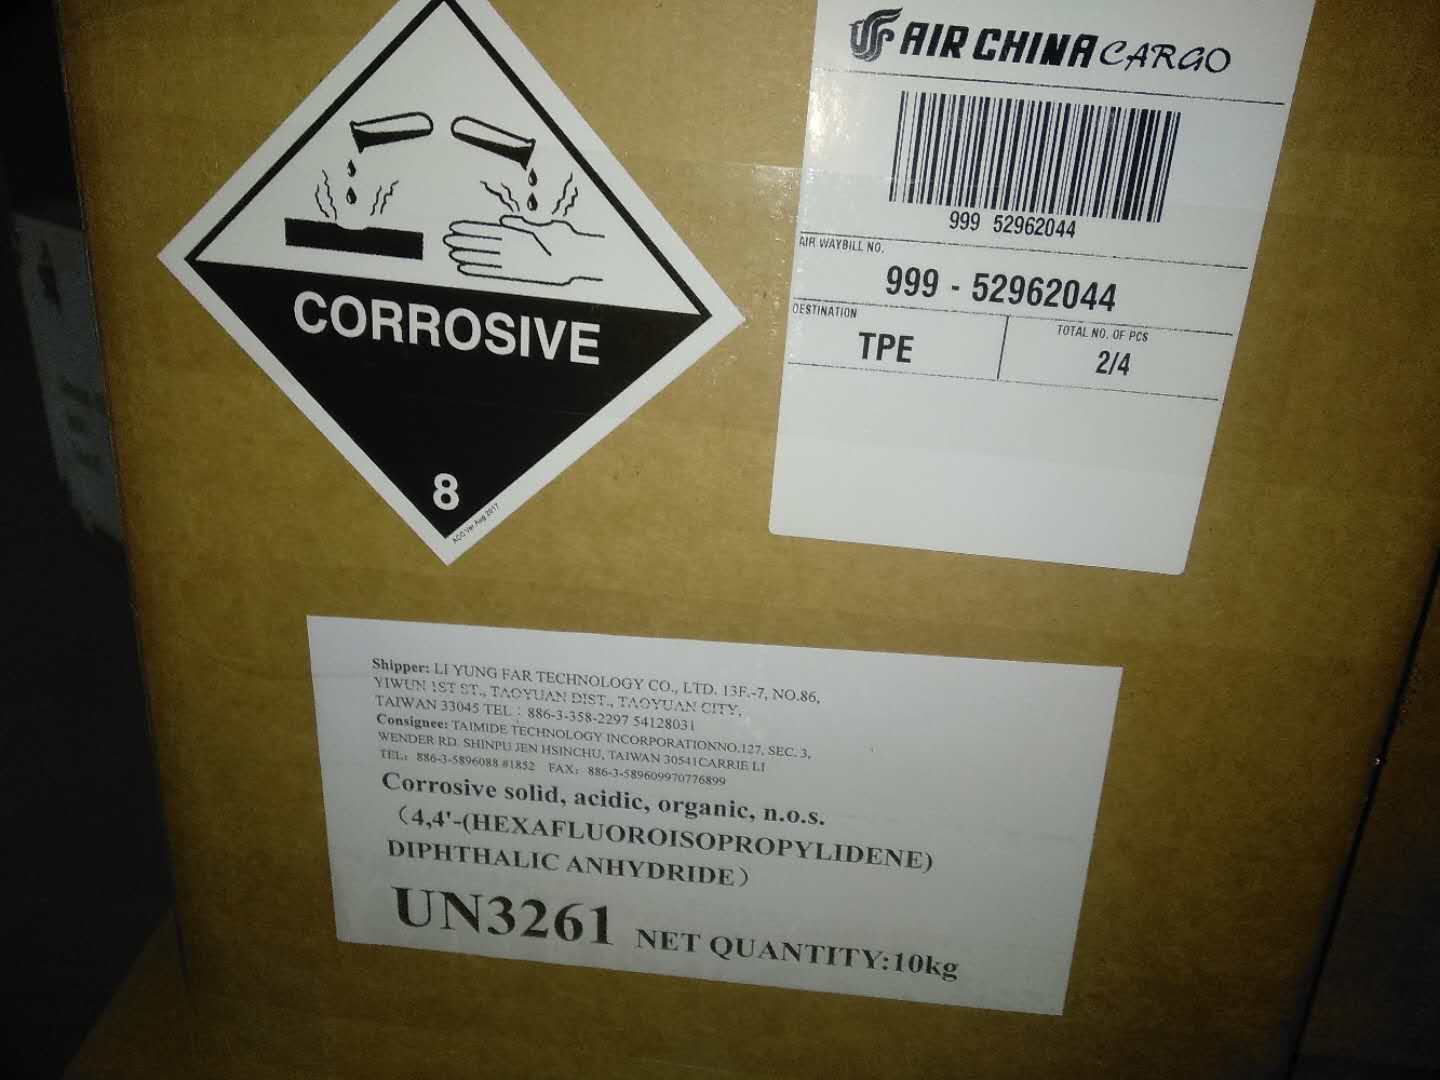 CORROSIVE
8
ACC Ver Aug 2017
AIR CHINA CARGO
999 52962044
AIR WAYBILL NO.
999 - 52962044
DESTINATION
TPE
TOTAL NO. OF PCS
2/4
Shipper: LI YUNG FAR TECHNOLOGY CO., LTD. 13F.-7, NO.86,
YIWUN 1ST ST., TAOYUAN DIST., TAOYUAN CITY,
TAIWAN 33045 TEL：886-3-358-2297 54128031
Consignee: TAIMIDE TECHNOLOGY INCORPORATIONNO.127, SEC. 3,
WENDER RD. SHINPU JEN HSINCHU, TAIWAN 30541CARRIE LI
TEL：886-3-5896088 #1852 FAX：886-3-589609970776899
Corrosive solid, acidic, organic, n.o.s.
（4,4'-(HEXAFLUOROISOPROPYLIDENE)
DIPHTHALIC ANHYDRIDE）
UN3261 NET QUANTITY:10kg